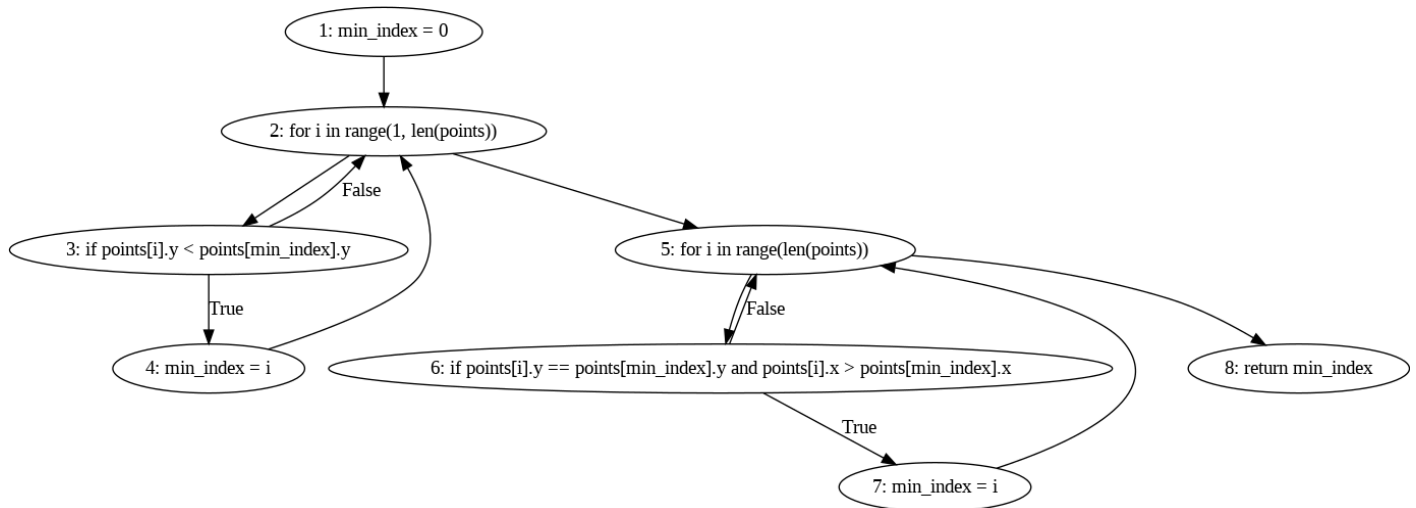 1: min_index = 0
2: for i in range(1, len(points))
False
3: if points[i].y < points[min_index].y
5: for i in range(len(points))
True
False
4: min_index = i
6: if points[i].y == points[min_index].y and points[i].x > points[min_index].x
8: return min_index
True
7: min_index = i